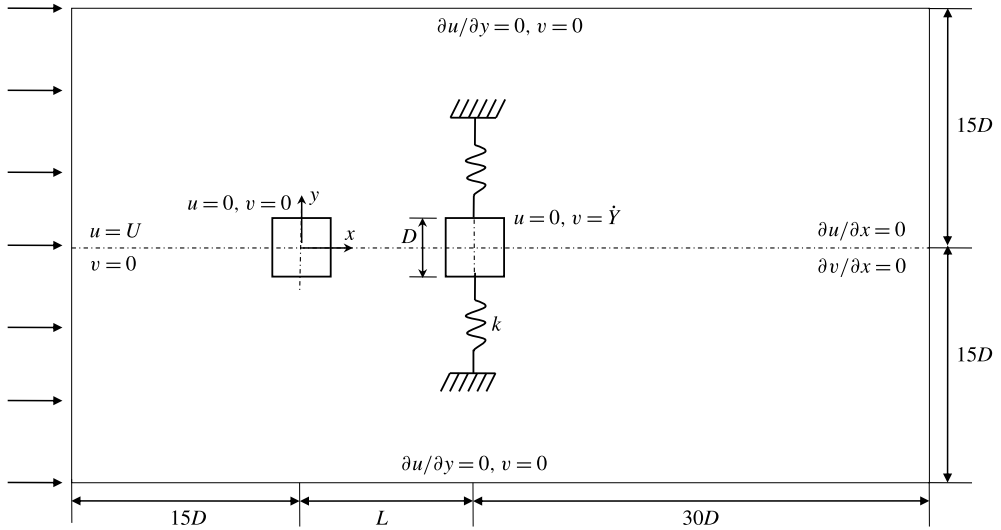 ∂u/∂y = 0, v = 0
15D
u = 0, v = 0
y
u = 0, v = Ẏ
u = U
D
x
∂u/∂x = 0
v = 0
∂v/∂x = 0
k
15D
∂u/∂y = 0, v = 0
15D
L
30D